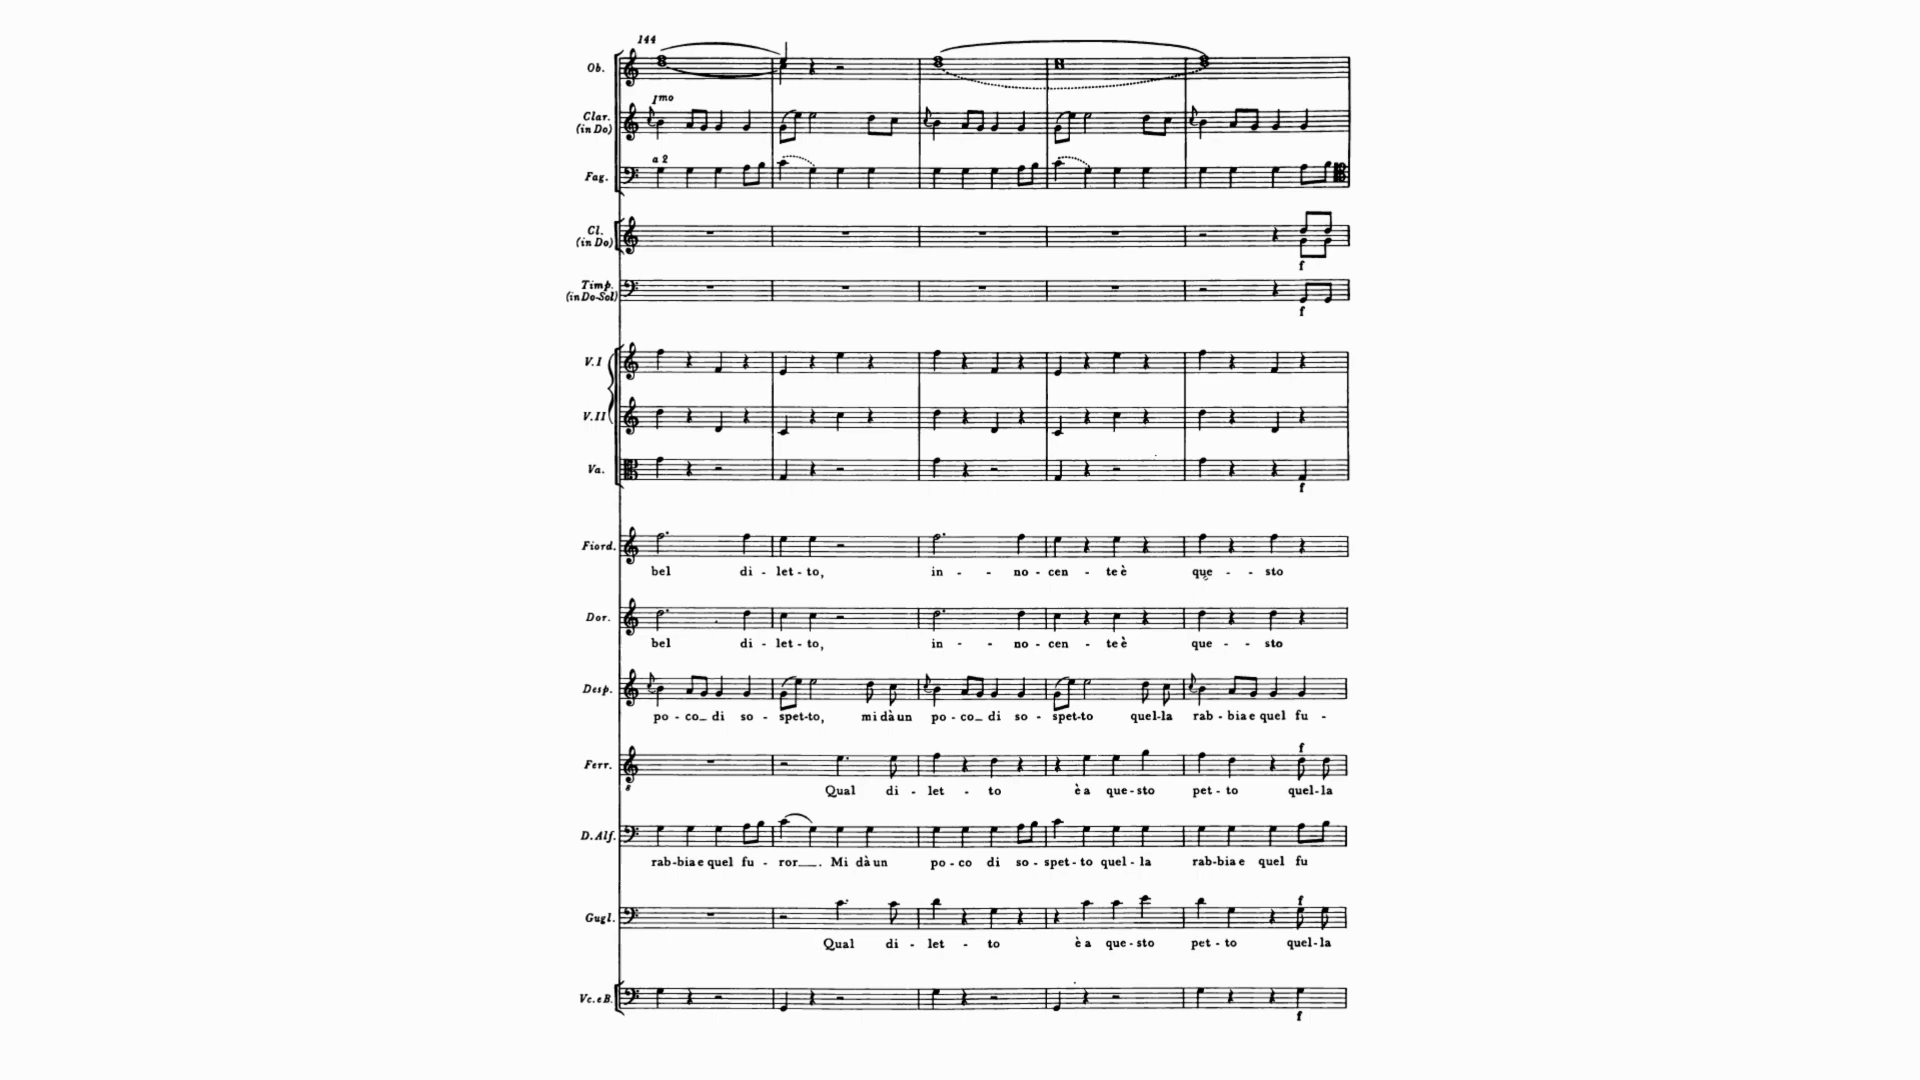 144
Ob.
I mo
Clar.
(in Do)
a 2
Fag.
Cl.
(in Do)
f
Timp.
(in Do-Sol)
f
V. I
V. II
Va.
f
Fiord.
bel di - let - to, in - - no - cen - te è que - - sto
Dor.
bel di - let - to, in - - no - cen - te è que - - sto
Desp.
po - co_ di so - spet-to, mi dà un po - co_ di so - spet-to quel-la rab - bia e quel fu -
f
Ferr.
8
Qual di - let - to è a que-sto pet - to quel-la
D. Alf.
rab-bia e quel fu - ror__. Mi dà un po - co di so - spet - to quel - la rab-bia e quel fu
f
Gugl.
Qual di - let - to è a que-sto pet - to quel-la
Vc. e B.
f